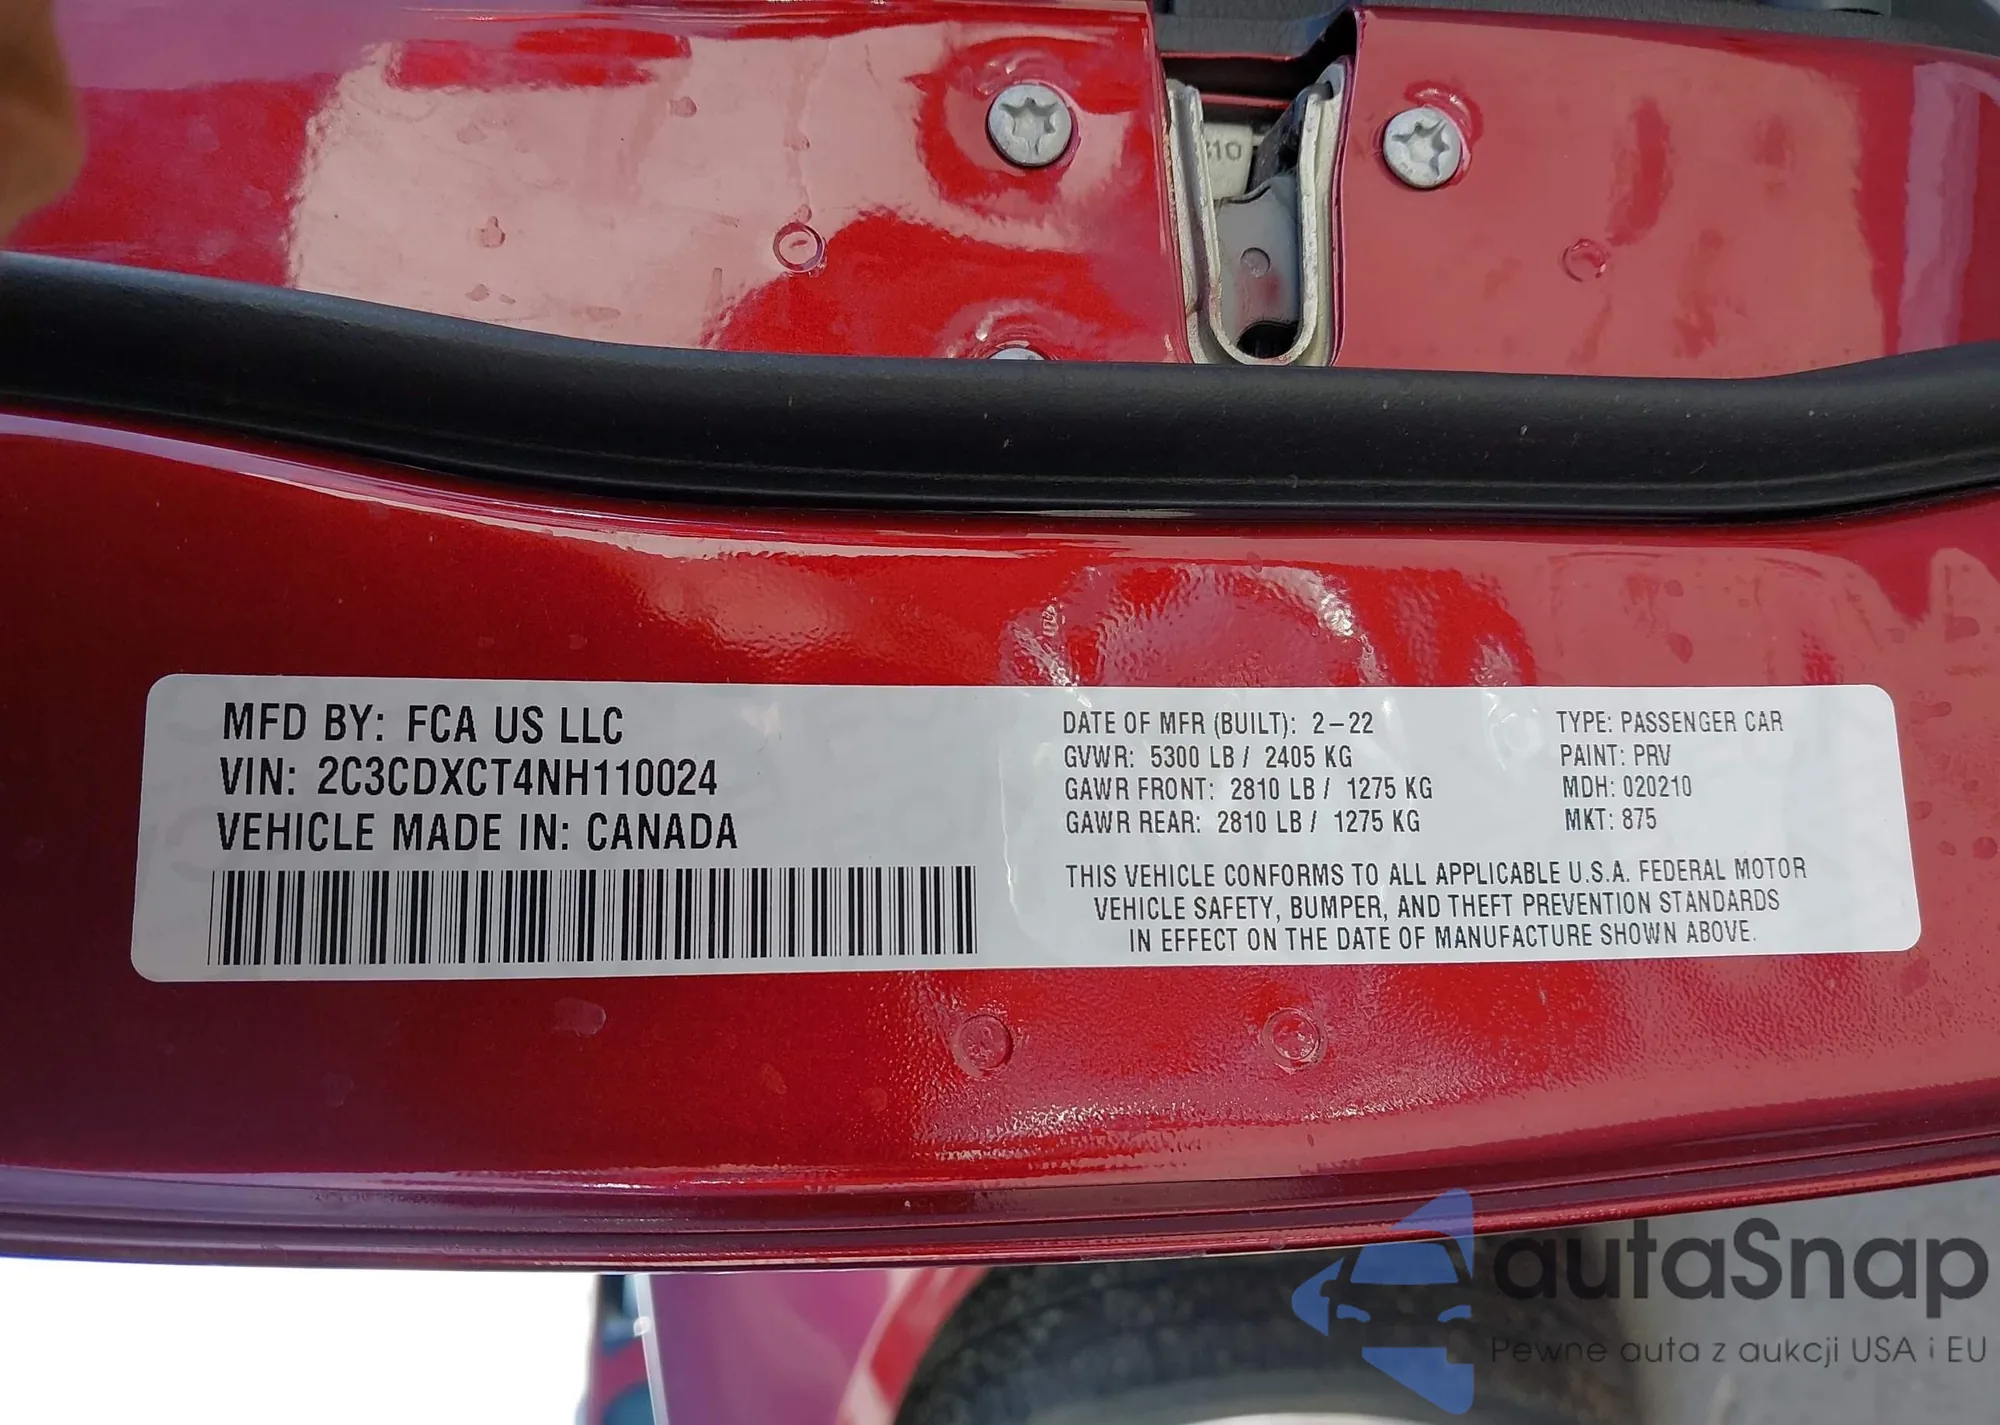 310
MFD BY: FCA US LLC
VIN: 2C3CDXCT4NH110024
VEHICLE MADE IN: CANADA
DATE OF MFR (BUILT): 2-22
GVWR: 5300 LB / 2405 KG
GAWR FRONT: 2810 LB / 1275 KG
GAWR REAR: 2810 LB / 1275 KG
TYPE: PASSENGER CAR
PAINT: PRV
MDH: 020210
MKT: 875
THIS VEHICLE CONFORMS TO ALL APPLICABLE U.S.A. FEDERAL MOTOR
VEHICLE SAFETY, BUMPER, AND THEFT PREVENTION STANDARDS
IN EFFECT ON THE DATE OF MANUFACTURE SHOWN ABOVE.
autaSnap
Pewne auta z aukcji USA i EU